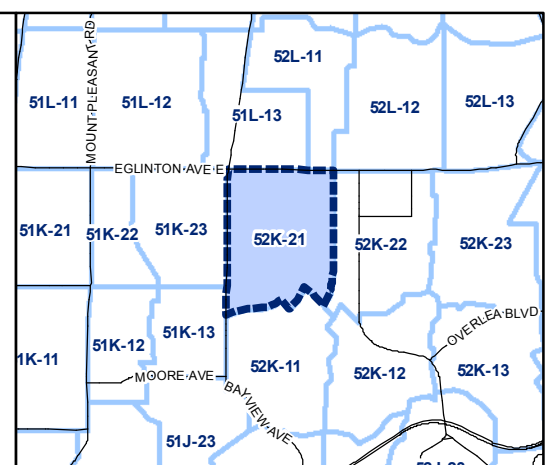 52L-11
MOUNT PLEASANT RD
51L-11
51L-12
51L-13
52L-12
52L-13
EGLINTON AVE E
51K-21
51K-22
51K-23
52K-21
52K-22
52K-23
51K-13
OVERLEA BLVD
1K-11
51K-12
52K-11
52K-12
52K-13
MOORE AVE
BAYVIEW AVE
51J-23